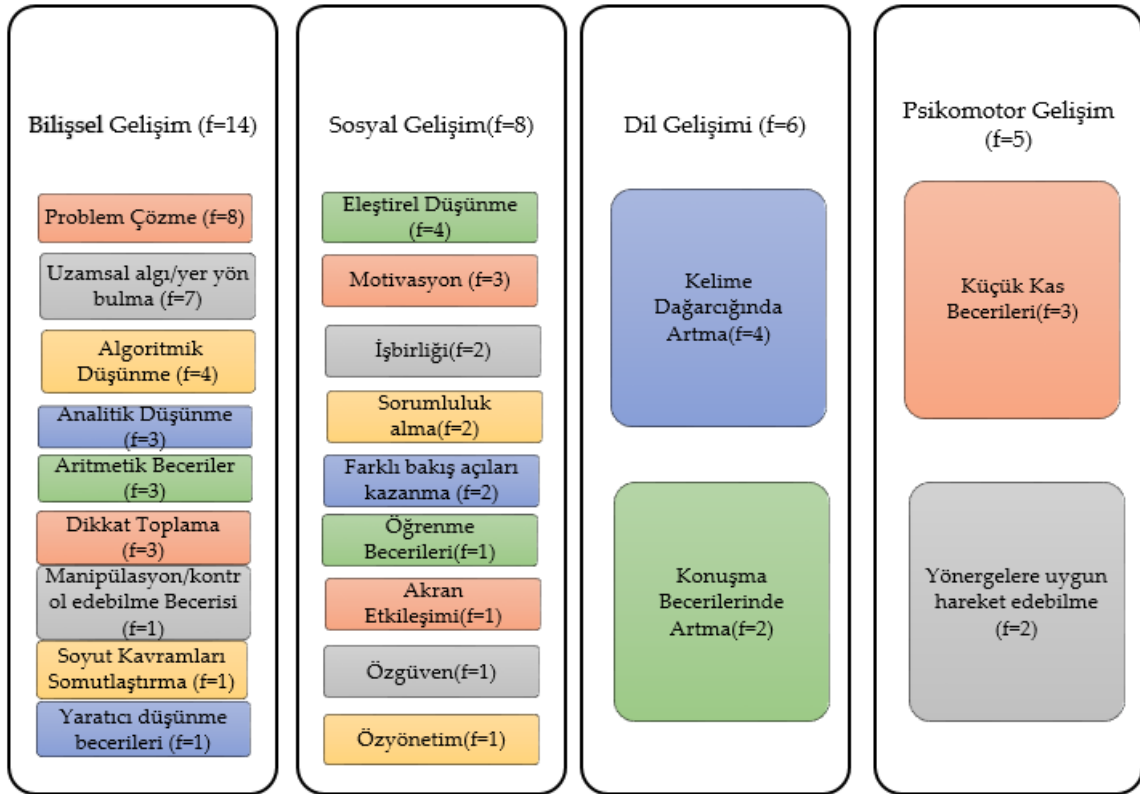 Bilişsel Gelişim (f=14)
Problem Çözme (f=8)
Uzamsal algı/yer yön
bulma (f=7)
Algoritmik
Düşünme (f=4)
Analitik Düşünme
(f=3)
Aritmetik Beceriler
(f=3)
Dikkat Toplama
(f=3)
Manipülasyon/kontr
ol edebilme Becerisi
(f=1)
Soyut Kavramları
Somutlaştırma (f=1)
Yaratıcı düşünme
becerileri (f=1)
Sosyal Gelişim(f=8)
Eleştirel Düşünme
(f=4)
Motivasyon (f=3)
İşbirliği(f=2)
Sorumluluk
alma(f=2)
Farklı bakış açıları
kazanma (f=2)
Öğrenme
Becerileri(f=1)
Akran
Etkileşimi(f=1)
Özgüven(f=1)
Özyönetim(f=1)
Dil Gelişimi (f=6)
Kelime
Dağarcığında
Artma(f=4)
Konuşma
Becerilerinde
Artma(f=2)
Psikomotor Gelişim
(f=5)
Küçük Kas
Becerileri(f=3)
Yönergelere uygun
hareket edebilme
(f=2)